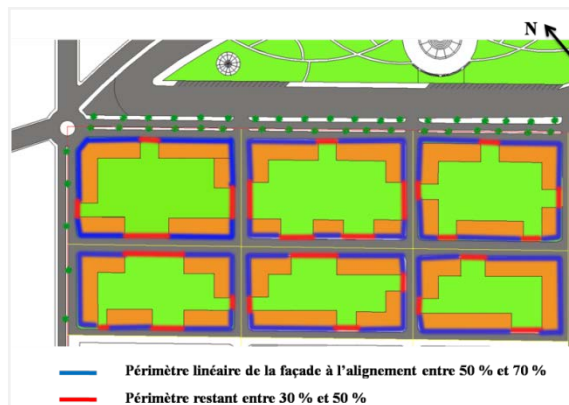 N
Périmètre linéaire de la façade à l'alignement entre 50 % et 70 %
Périmètre restant entre 30 % et 50 %